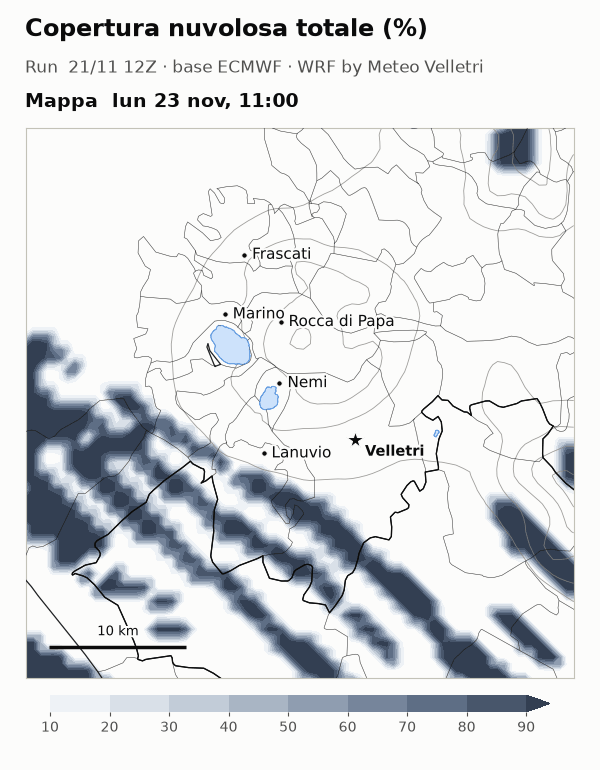 Copertura nuvolosa totale (%)
Run  21/11 12Z · base ECMWF · WRF by Meteo Velletri
Mappa  lun 23 nov, 11:00
Frascati
Marino
Rocca di Papa
Nemi
Velletri
Lanuvio
10 km
10 20 30 40 50 60 70 80 90